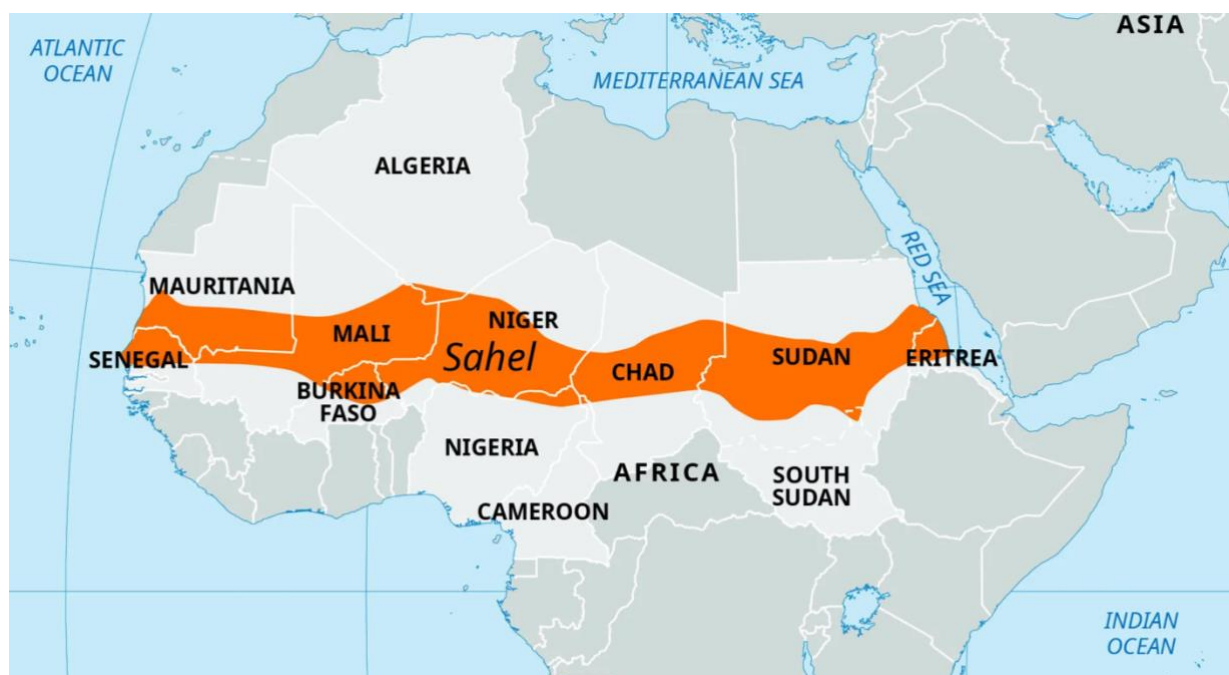 ASIA
ATLANTIC
OCEAN
MEDITERRANEAN SEA
ALGERIA
RED SEA
MAURITANIA
NIGER
MALI
Sahel
SUDAN
SENEGAL
ERITREA
CHAD
BURKINA
FASO
NIGERIA
AFRICA
SOUTH
SUDAN
CAMEROON
INDIAN
OCEAN